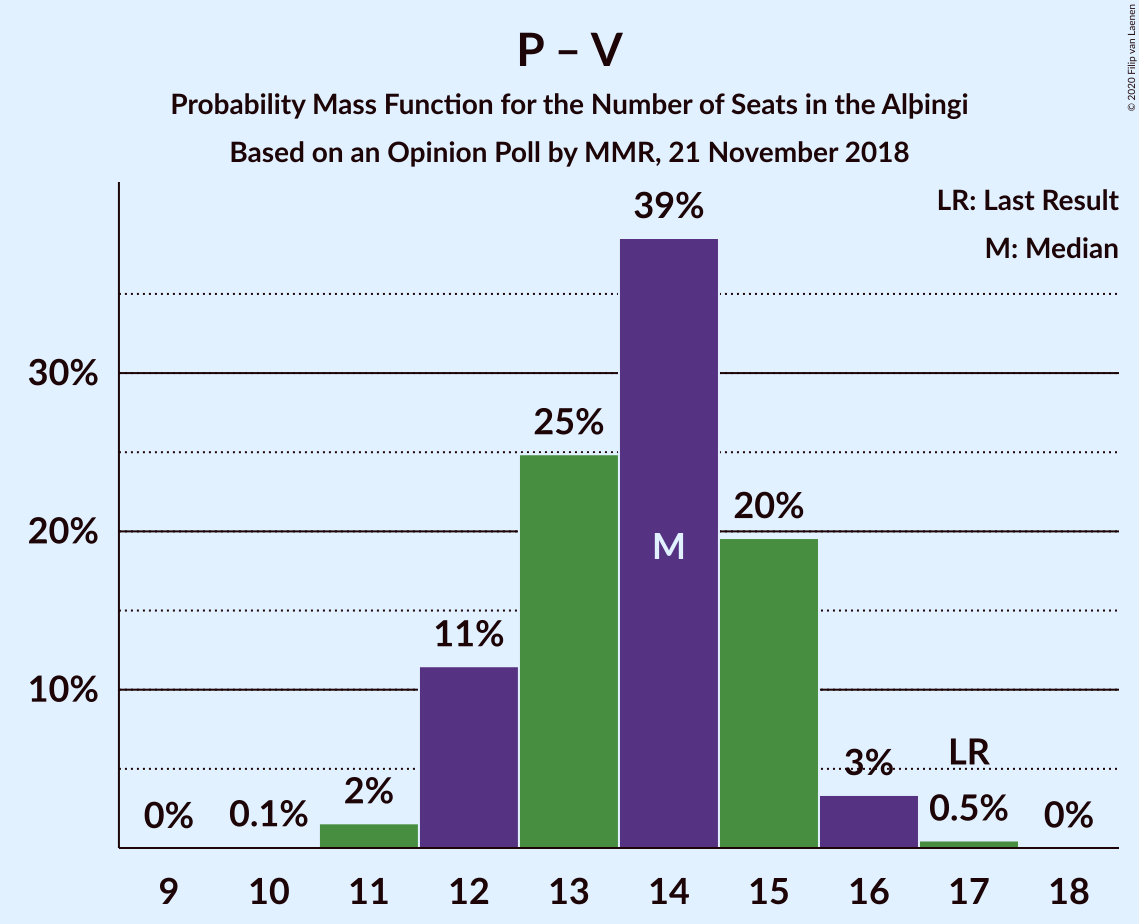 P – V
Probability Mass Function for the Number of Seats in the Alþingi
Based on an Opinion Poll by MMR, 21 November 2018
© 2020 Filip van Laenen
LR: Last Result
M: Median
39%
30%
25%
20%
20%
M
11%
10%
LR
3%
2%
0%
0.1%
0.5%
0%
9 10 11 12 13 14 15 16 17 18